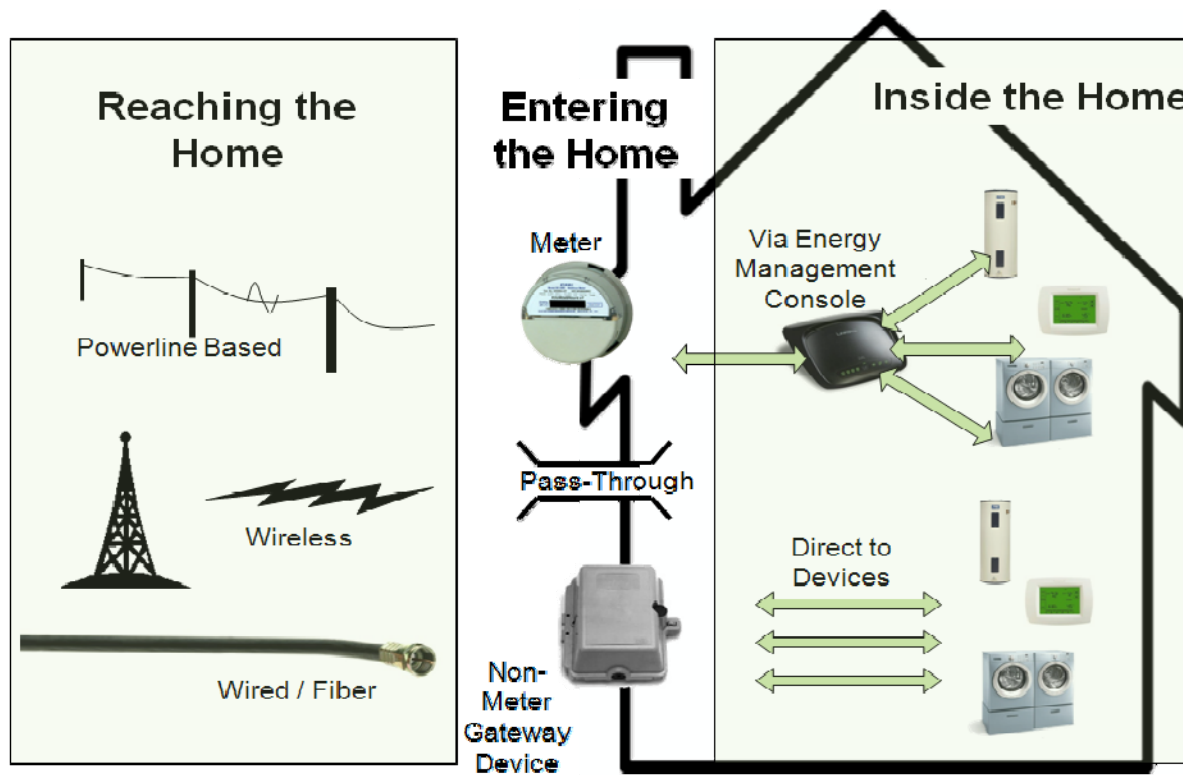 Reaching the
Home
Powerline Based
Wireless
Wired / Fiber
Entering
the Home
Meter
Pass-Through
Non-
Meter
Gateway
Device
Inside the Home
Via Energy
Management
Console
Direct to
Devices